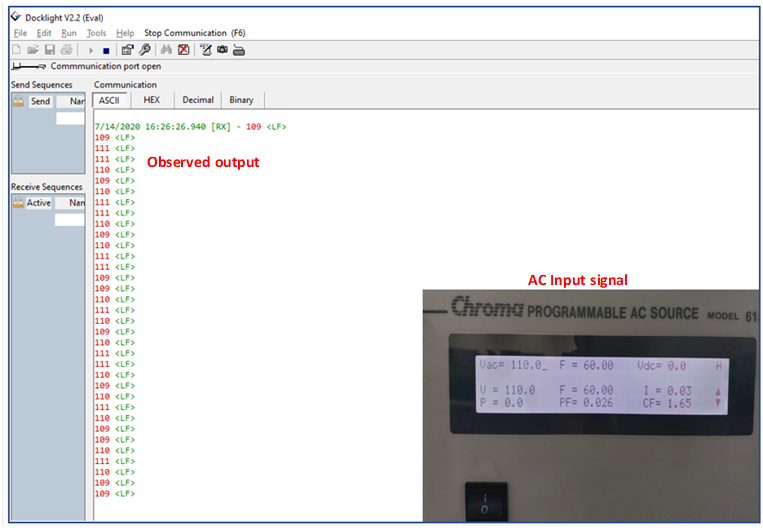 Docklight V2.2 (Eval)
File Edit Run Tools Help Stop Communication (F6)
Commmunication port open
Send Sequences
Send Nar
Receive Sequences
Active Nar
Communication
ASCII HEX Decimal Binary
7/14/2020 16:26:26.940 [RX] - 109 <LF>
109 <LF>
111 <LF>
111 <LF>
110 <LF>
109 <LF>
110 <LF>
111 <LF>
111 <LF>
110 <LF>
109 <LF>
110 <LF>
111 <LF>
111 <LF>
109 <LF>
109 <LF>
110 <LF>
111 <LF>
110 <LF>
109 <LF>
110 <LF>
111 <LF>
111 <LF>
109 <LF>
109 <LF>
110 <LF>
111 <LF>
110 <LF>
109 <LF>
109 <LF>
110 <LF>
111 <LF>
110 <LF>
109 <LF>
109 <LF>
Observed output
AC Input signal
Chroma PROGRAMMABLE AC SOURCE MODEL 61
Vac= 110.0_ F = 60.00 Vdc= 0.0 H
V = 110.0 F = 60.00 I = 0.03
P = 0.0 PF= 0.026 CF= 1.65